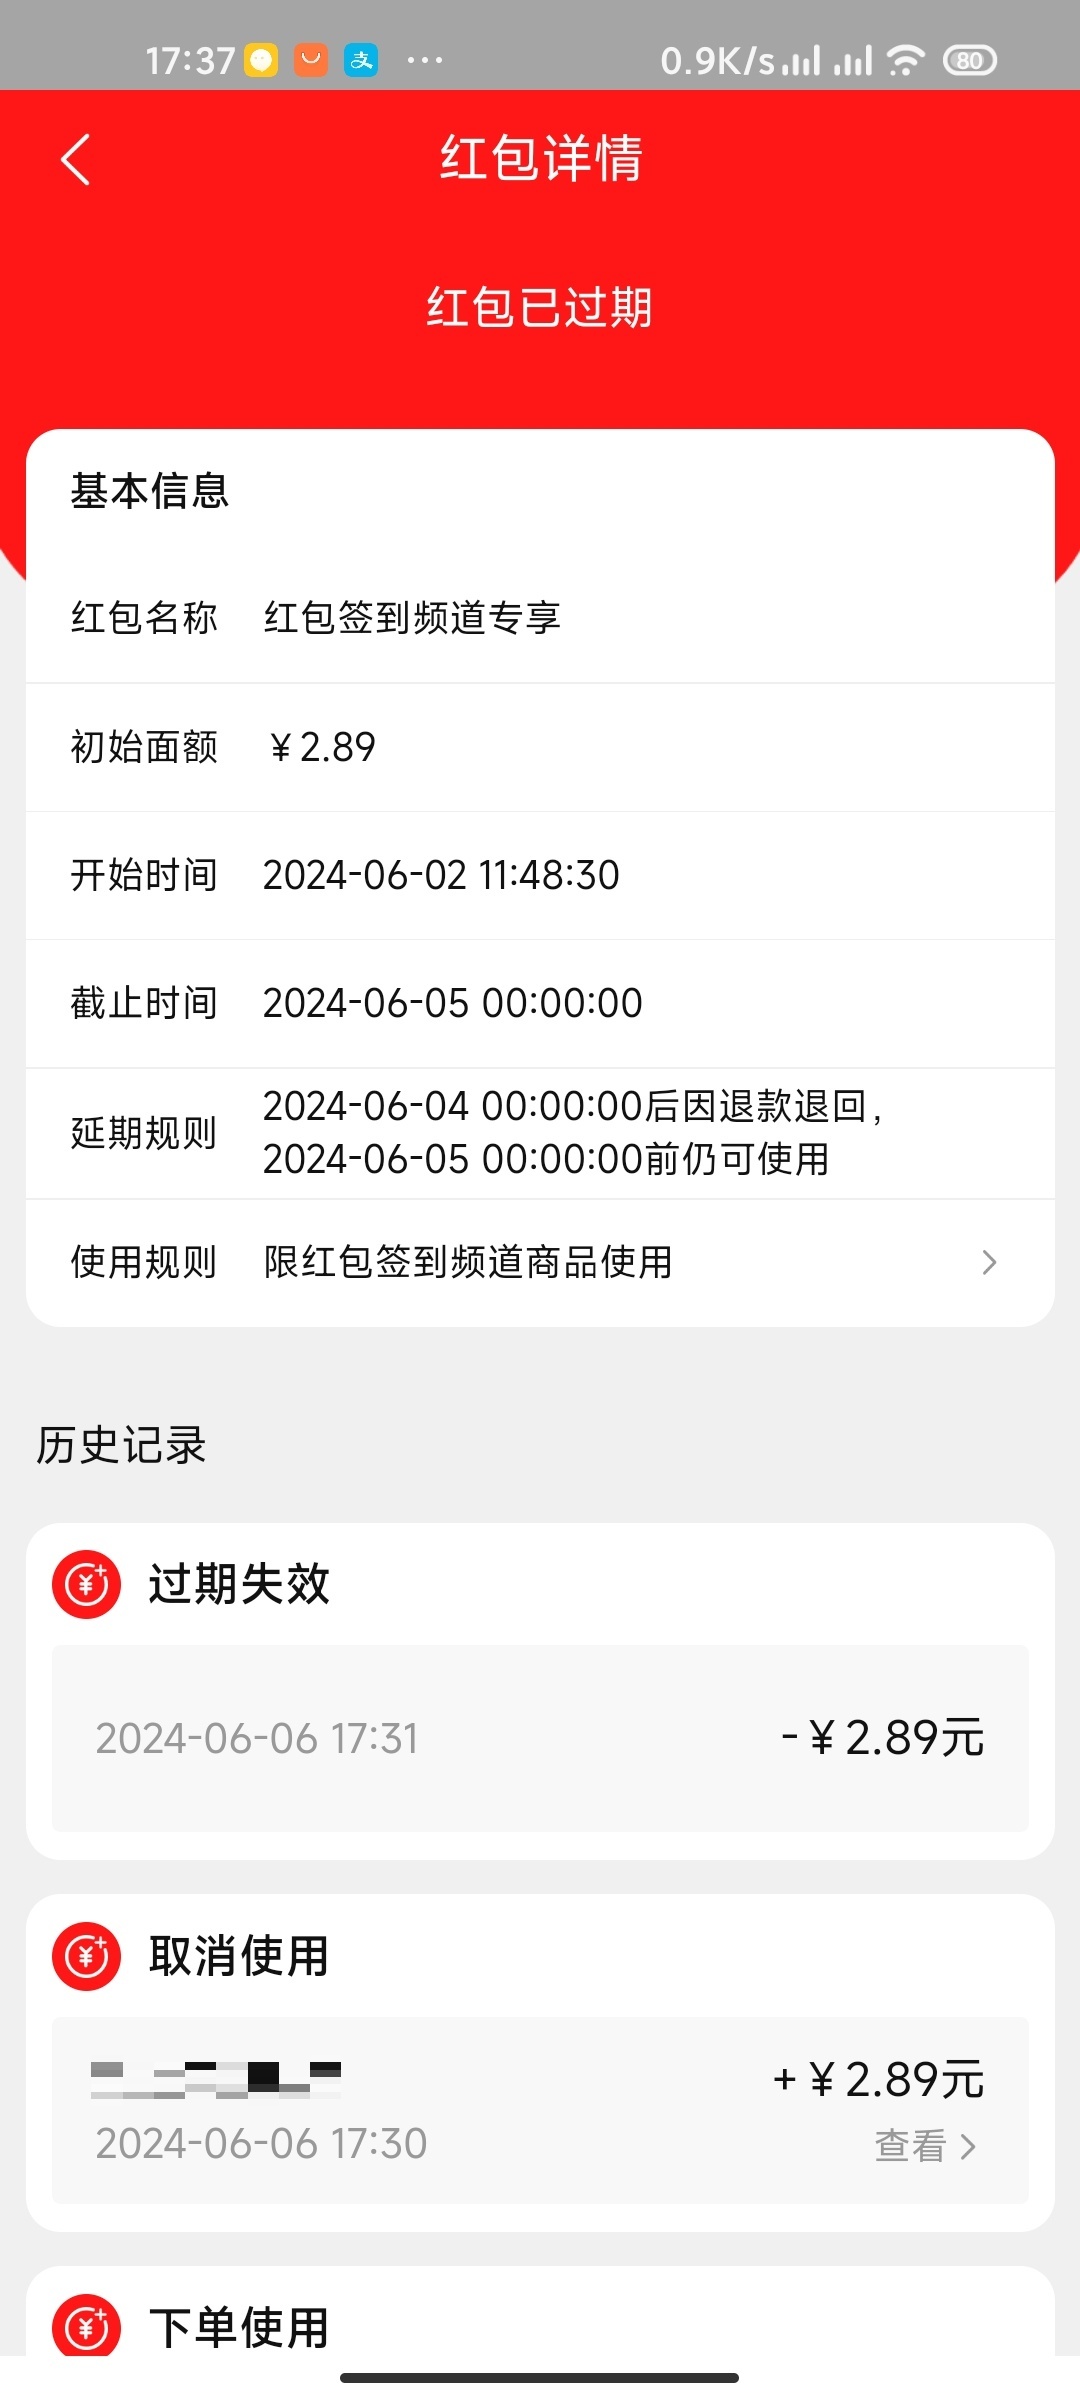 17:37 支 ··· 0.9K/s 80
红包详情
红包已过期
基本信息
红包名称 红包签到频道专享
初始面额 ¥2.89
开始时间 2024-06-02 11:48:30
截止时间 2024-06-05 00:00:00
延期规则 2024-06-04 00:00:00后因退款退回，
2024-06-05 00:00:00前仍可使用
使用规则 限红包签到频道商品使用
历史记录
过期失效
2024-06-06 17:31 -¥2.89元
取消使用
+¥2.89元
2024-06-06 17:30 查看
下单使用